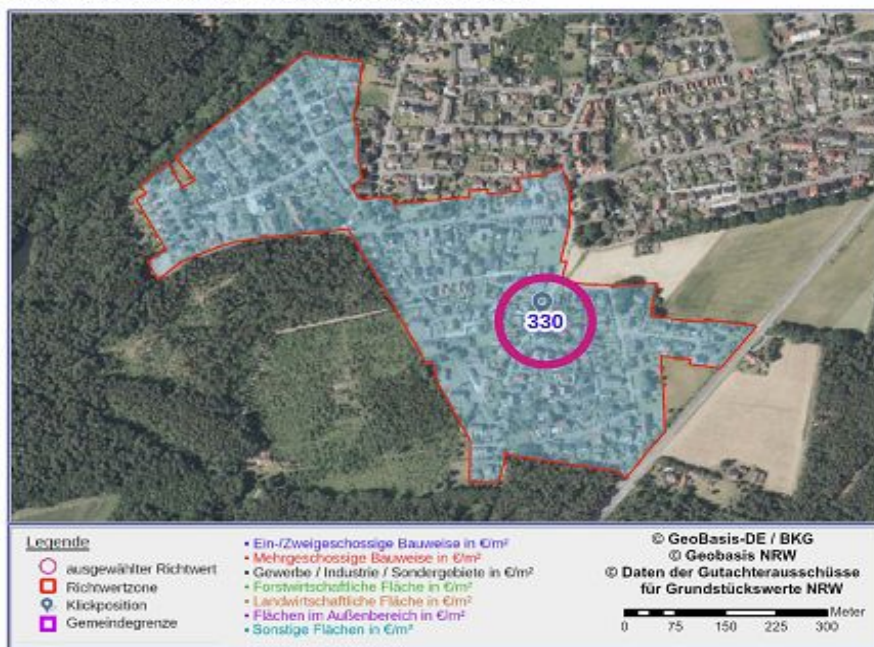 330
Legende
ausgewählter Richtwert
Richtwertzone
Klickposition
Gemeindegrenze
• Ein-/Zweigeschossige Bauweise in €/m²
• Mehrgeschossige Bauweise in €/m²
• Gewerbe / Industrie / Sondergebiete in €/m²
• Forstwirtschaftliche Fläche in €/m²
• Landwirtschaftliche Fläche in €/m²
• Flächen im Außenbereich in €/m²
• Sonstige Flächen in €/m²
© GeoBasis-DE / BKG
© Geobasis NRW
© Daten der Gutachterausschüsse
für Grundstückswerte NRW
Meter
0 75 150 225 300